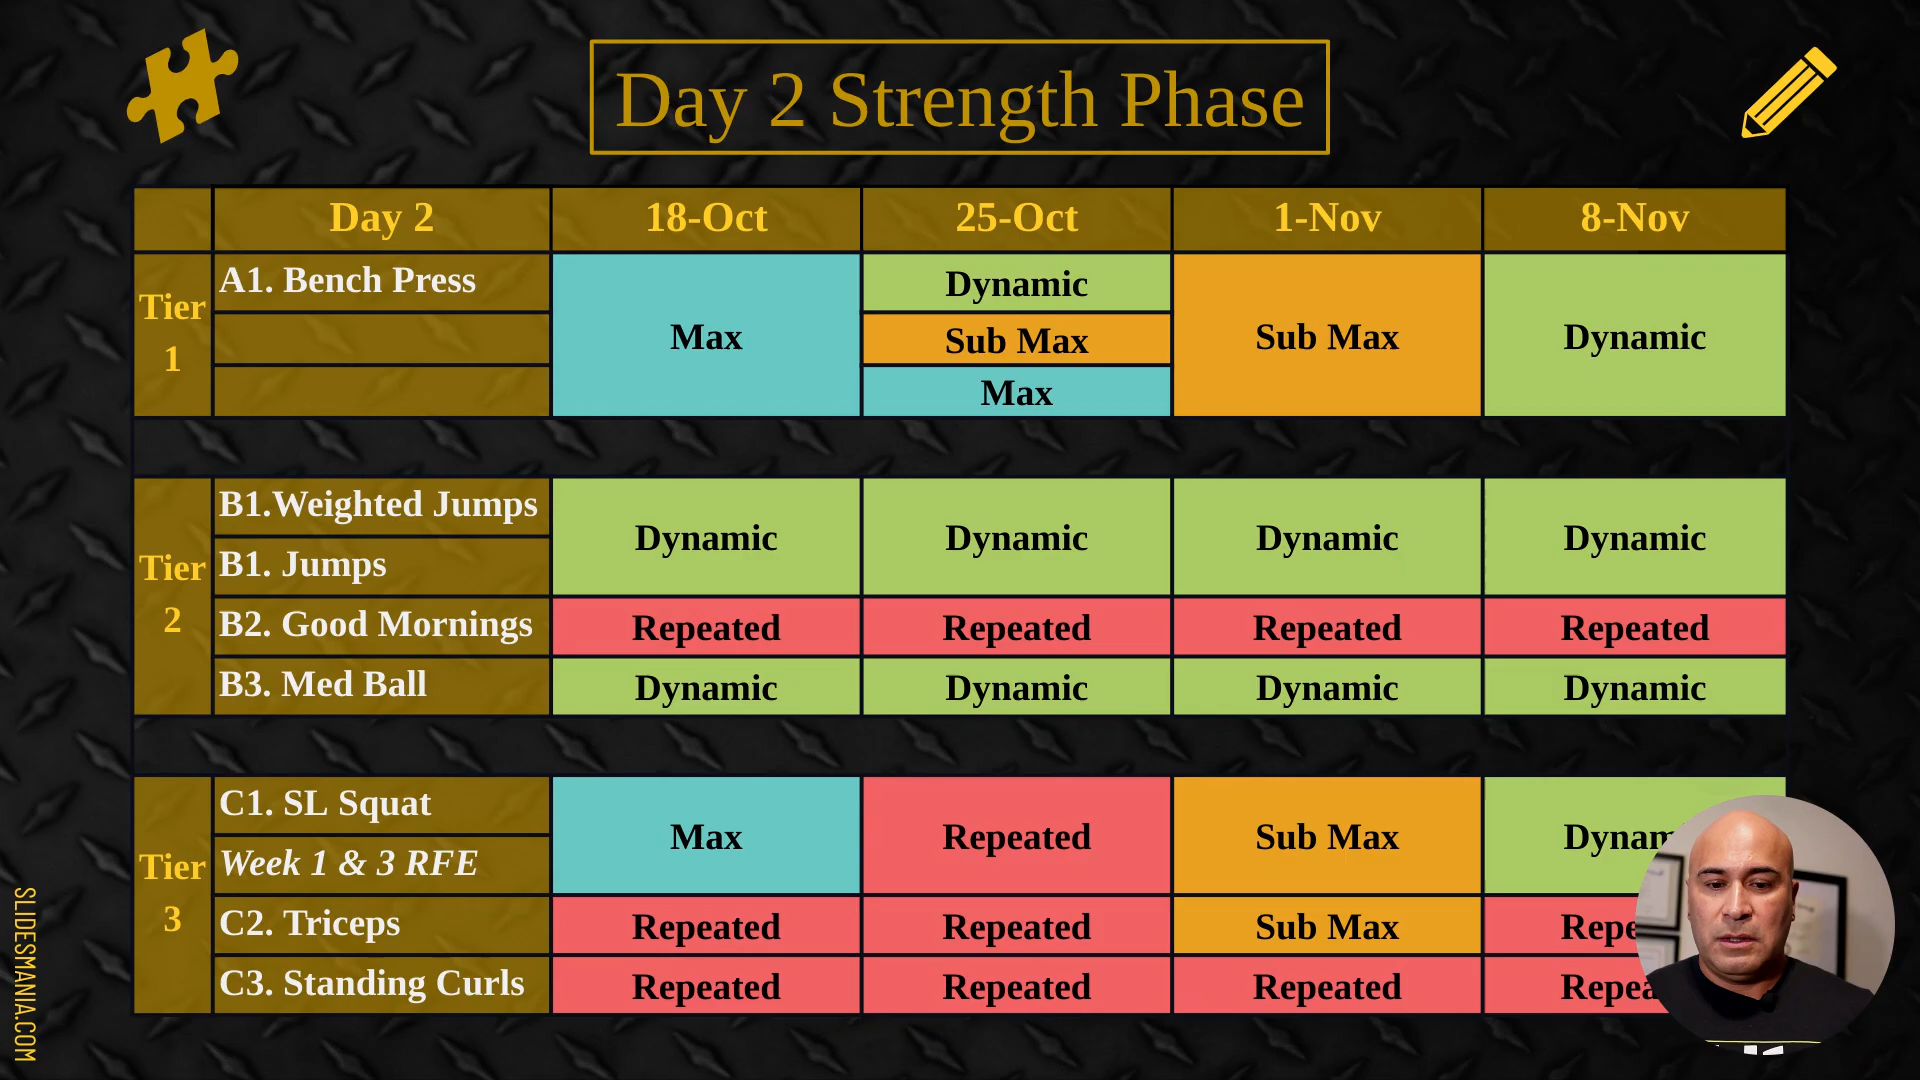 Day 2 Strength Phase
Day 2 18-Oct 25-Oct 1-Nov 8-Nov
Tier 1
A1. Bench Press
Max
Dynamic
Sub Max
Max
Sub Max
Dynamic
Tier 2
B1.Weighted Jumps
B1. Jumps
Dynamic Dynamic Dynamic Dynamic
B2. Good Mornings Repeated Repeated Repeated Repeated
B3. Med Ball Dynamic Dynamic Dynamic Dynamic
Tier 3
C1. SL Squat
Week 1 & 3 RFE
Max Repeated Sub Max
C2. Triceps Repeated Repeated Sub Max
C3. Standing Curls Repeated Repeated Repeated
SLIDESMANIA.COM